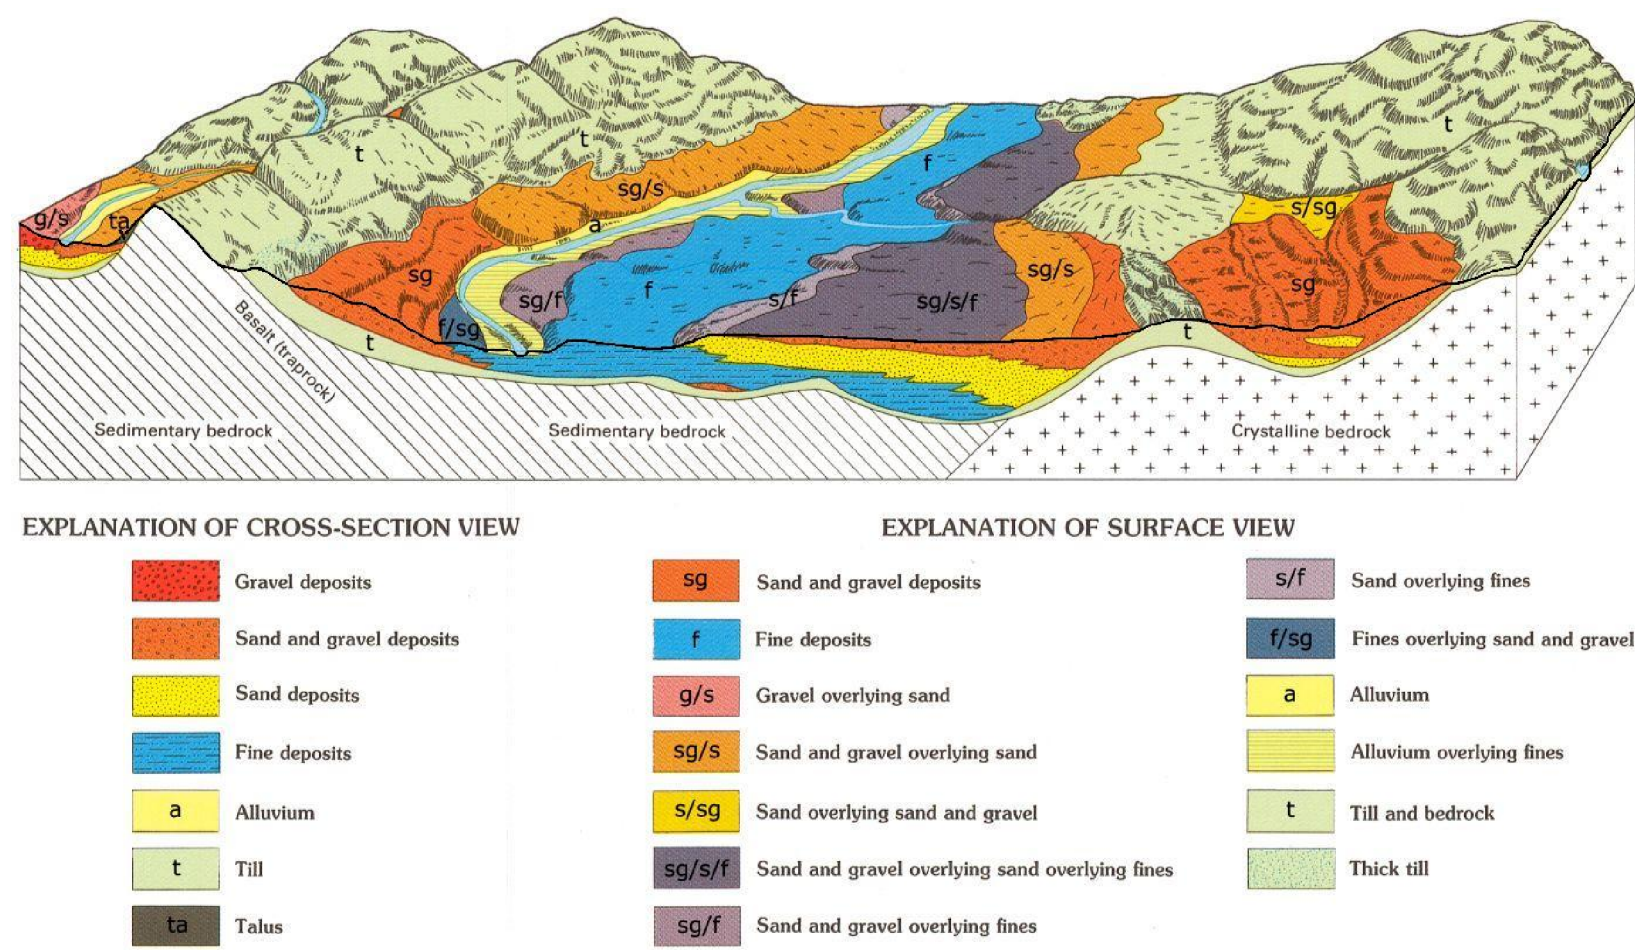 t
t
t
t
f
g/s
ta
sg/s
a
s/sg
sg
sg/f
f
s/f
sg/s/f
sg/s
sg
f/sg
t
t
Basalt (traprock)
Sedimentary bedrock
Sedimentary bedrock
Crystalline bedrock
EXPLANATION OF CROSS-SECTION VIEW
Gravel deposits
Sand and gravel deposits
Sand deposits
Fine deposits
a Alluvium
t Till
ta Talus
EXPLANATION OF SURFACE VIEW
sg Sand and gravel deposits
f Fine deposits
g/s Gravel overlying sand
sg/s Sand and gravel overlying sand
s/sg Sand overlying sand and gravel
sg/s/f Sand and gravel overlying sand overlying fines
sg/f Sand and gravel overlying fines
s/f Sand overlying fines
f/sg Fines overlying sand and gravel
a Alluvium
Alluvium overlying fines
t Till and bedrock
Thick till